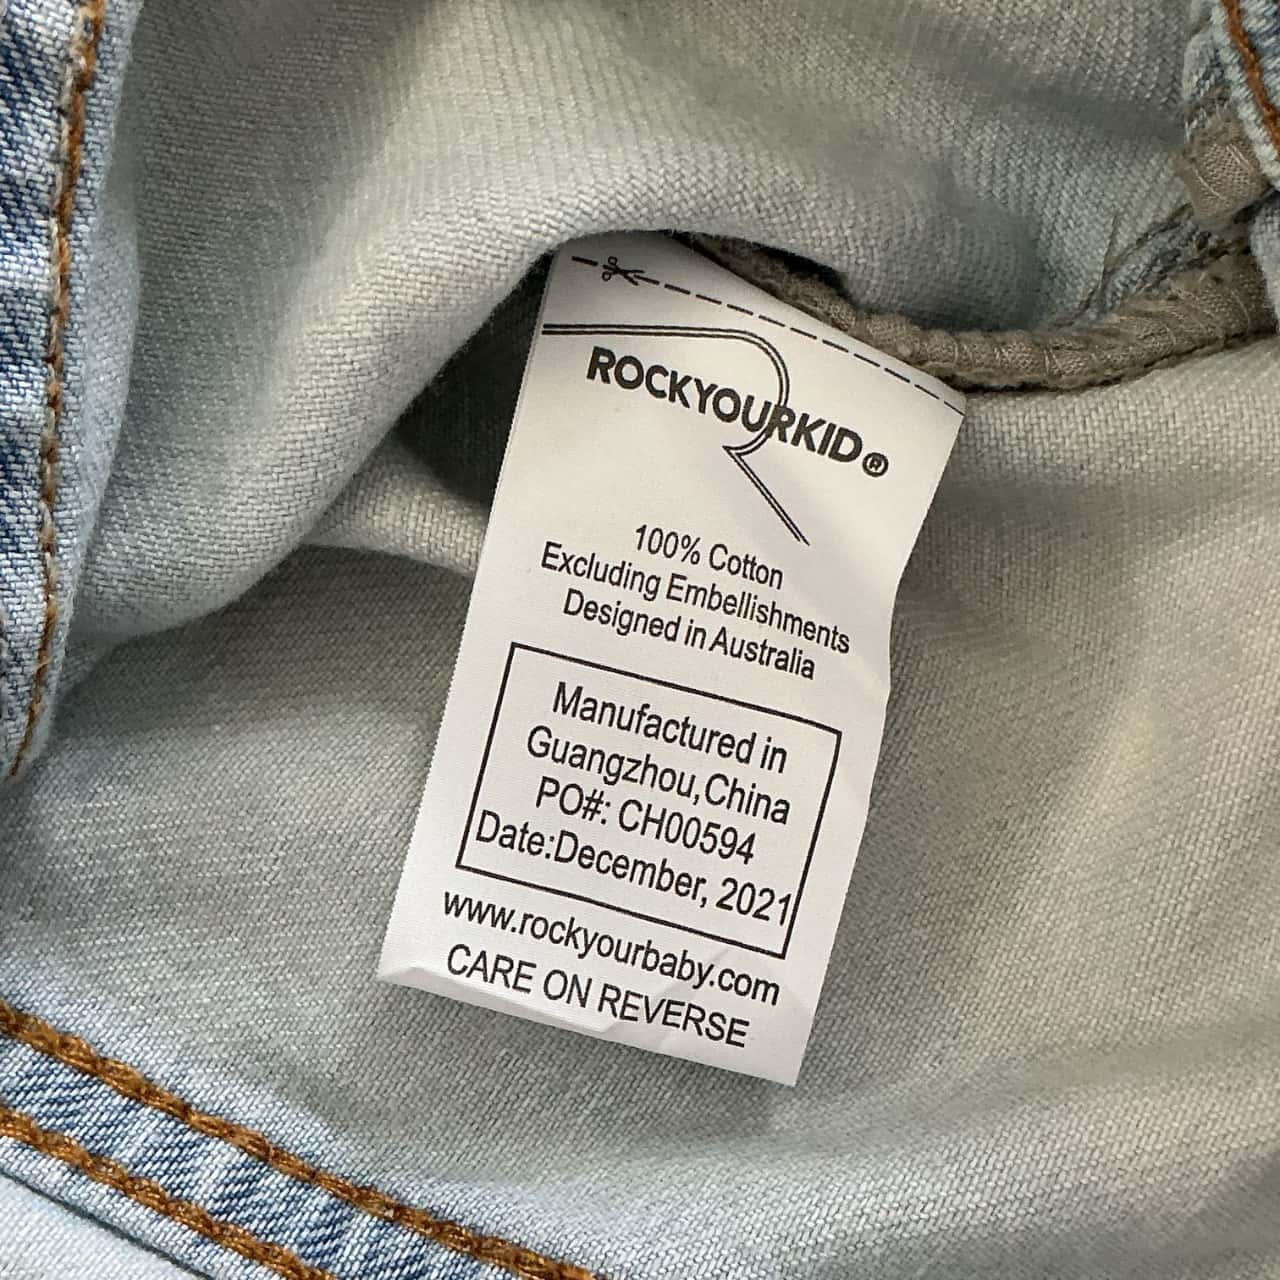 ROCKYOURKID®
100% Cotton
Excluding Embellishments
Designed in Australia
Manufactured in
Guangzhou,China
PO#: CH00594
Date:December, 2021
www.rockyourbaby.com
CARE ON REVERSE